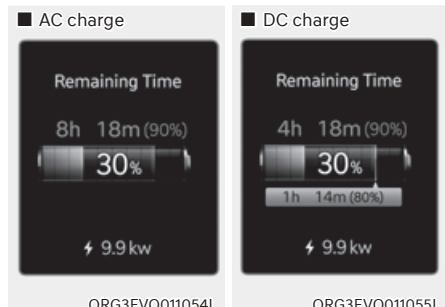 ■ AC charge
Remaining Time
8h 18m (90%)
30%
9.9 kw
ORG3EVQ011054L
■ DC charge
Remaining Time
4h 18m (90%)
30%
1h 14m (80%)
9.9 kw
ORG3EVQ011055L